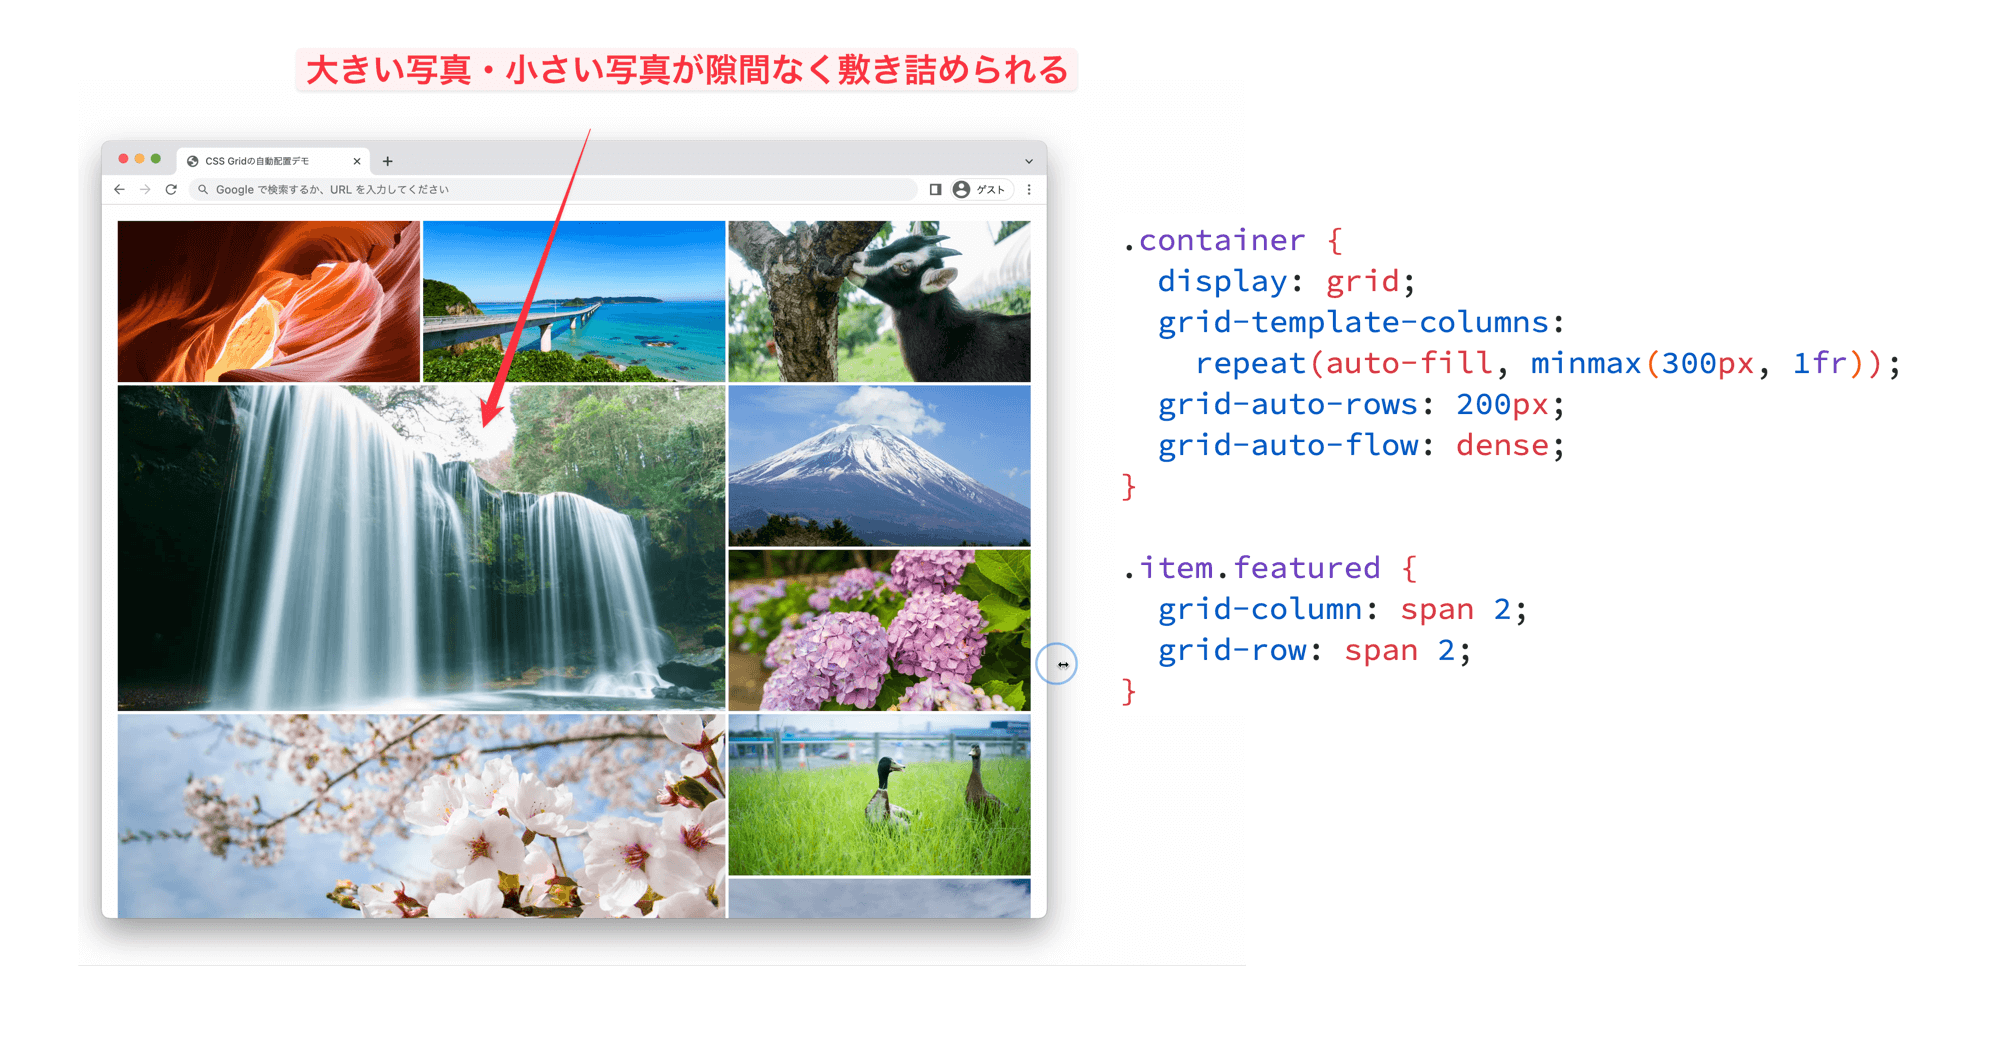 大きい写真・小さい写真が隙間なく敷き詰められる
CSS Gridの自動配置デモ
Google で検索するか、URL を入力してください
ゲスト
.container {
  display: grid;
  grid-template-columns:
    repeat(auto-fill, minmax(300px, 1fr));
  grid-auto-rows: 200px;
  grid-auto-flow: dense;
}
.item.featured {
  grid-column: span 2;
  grid-row: span 2;
}